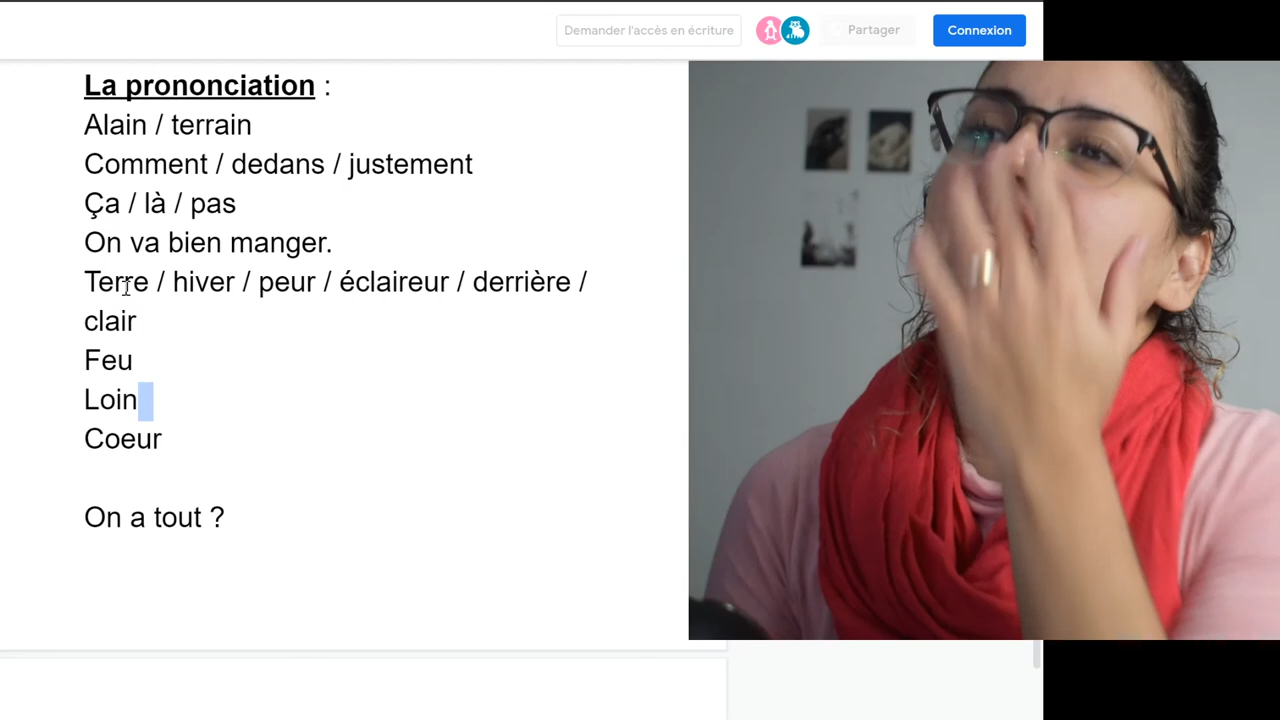 Demander l'accès en écriture
Partager
Connexion
La prononciation :
Alain / terrain
Comment / dedans / justement
Ça / là / pas
On va bien manger.
Terre / hiver / peur / éclaireur / derrière /
clair
Feu
Loin
Coeur
On a tout ?